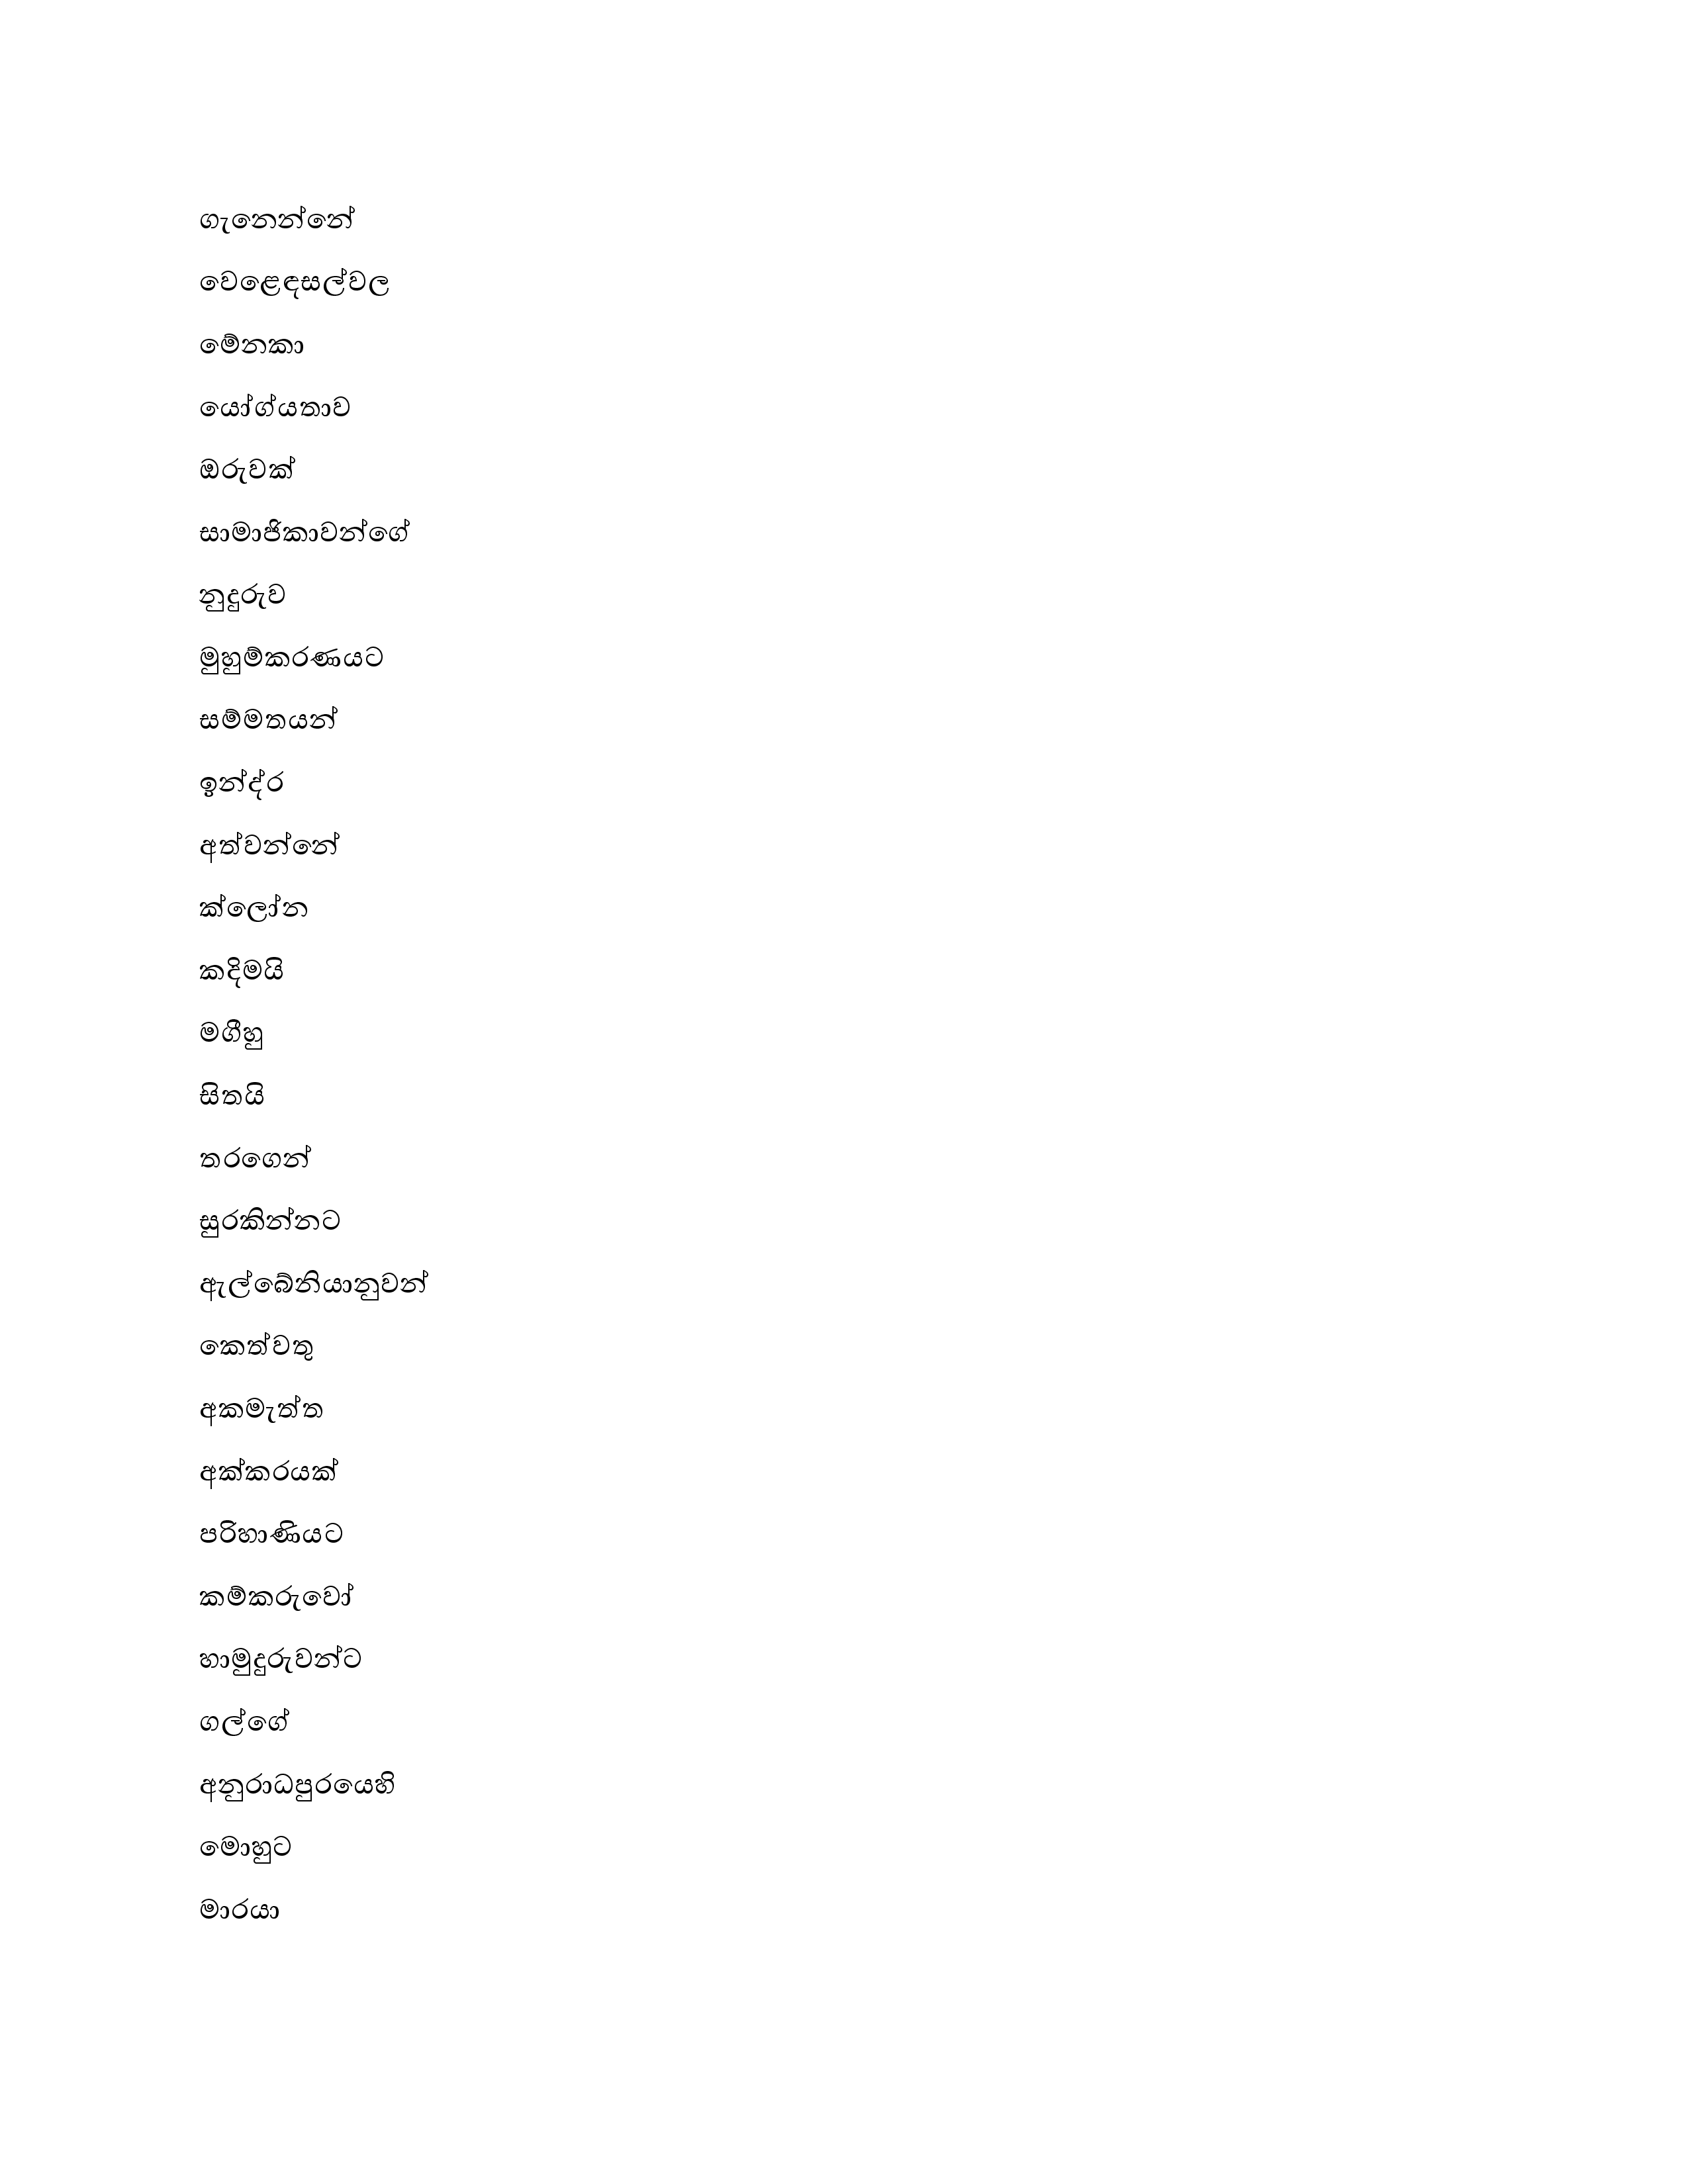 ගැනෙන්නේ
වෙළෙඳසල්වල
මේනකා
යෝග්යතාව
ඔරුවක්
සාමාජිකාවන්ගේ
නුදුරුව
මුහුම්කරණයට
සම්මතයන්
ඉන්ද්ර
අත්වන්නේ
ක්ලෝන
කදිමයි
මගීහු
සිතයි
තරගෙන්
සුරකින්නට
ඇල්බේනියානුවන්
කෙත්වතු
අකමැත්ත
අක්කරයක්
පරිහාණියට
කම්කරුවෝ
හාමුදුරුවන්ට
ගල්ගේ
අනුරාධපුරයෙහි
මොහුට
මාරයා